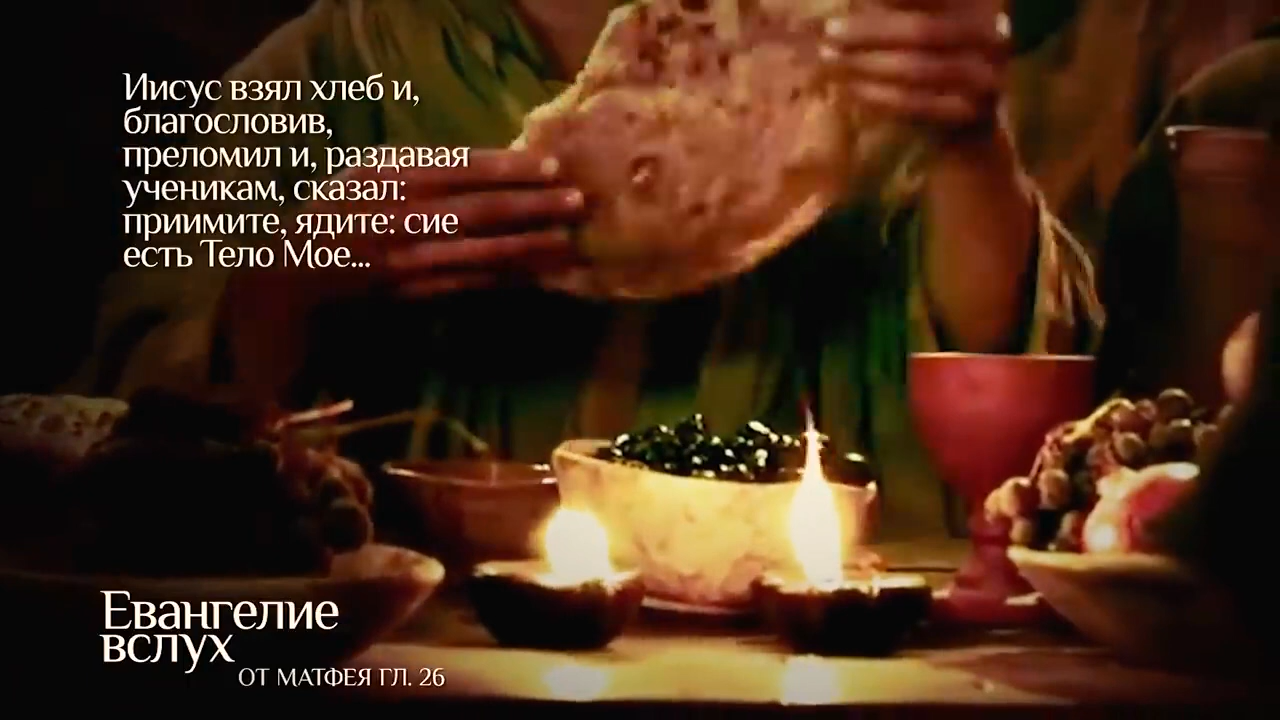 Иисус взял хлеб и,
благословив,
преломил и, раздавая
ученикам, сказал:
приимите, ядите: сие
есть Тело Мое...
Евангелие
вслух
ОТ МАТФЕЯ ГЛ. 26